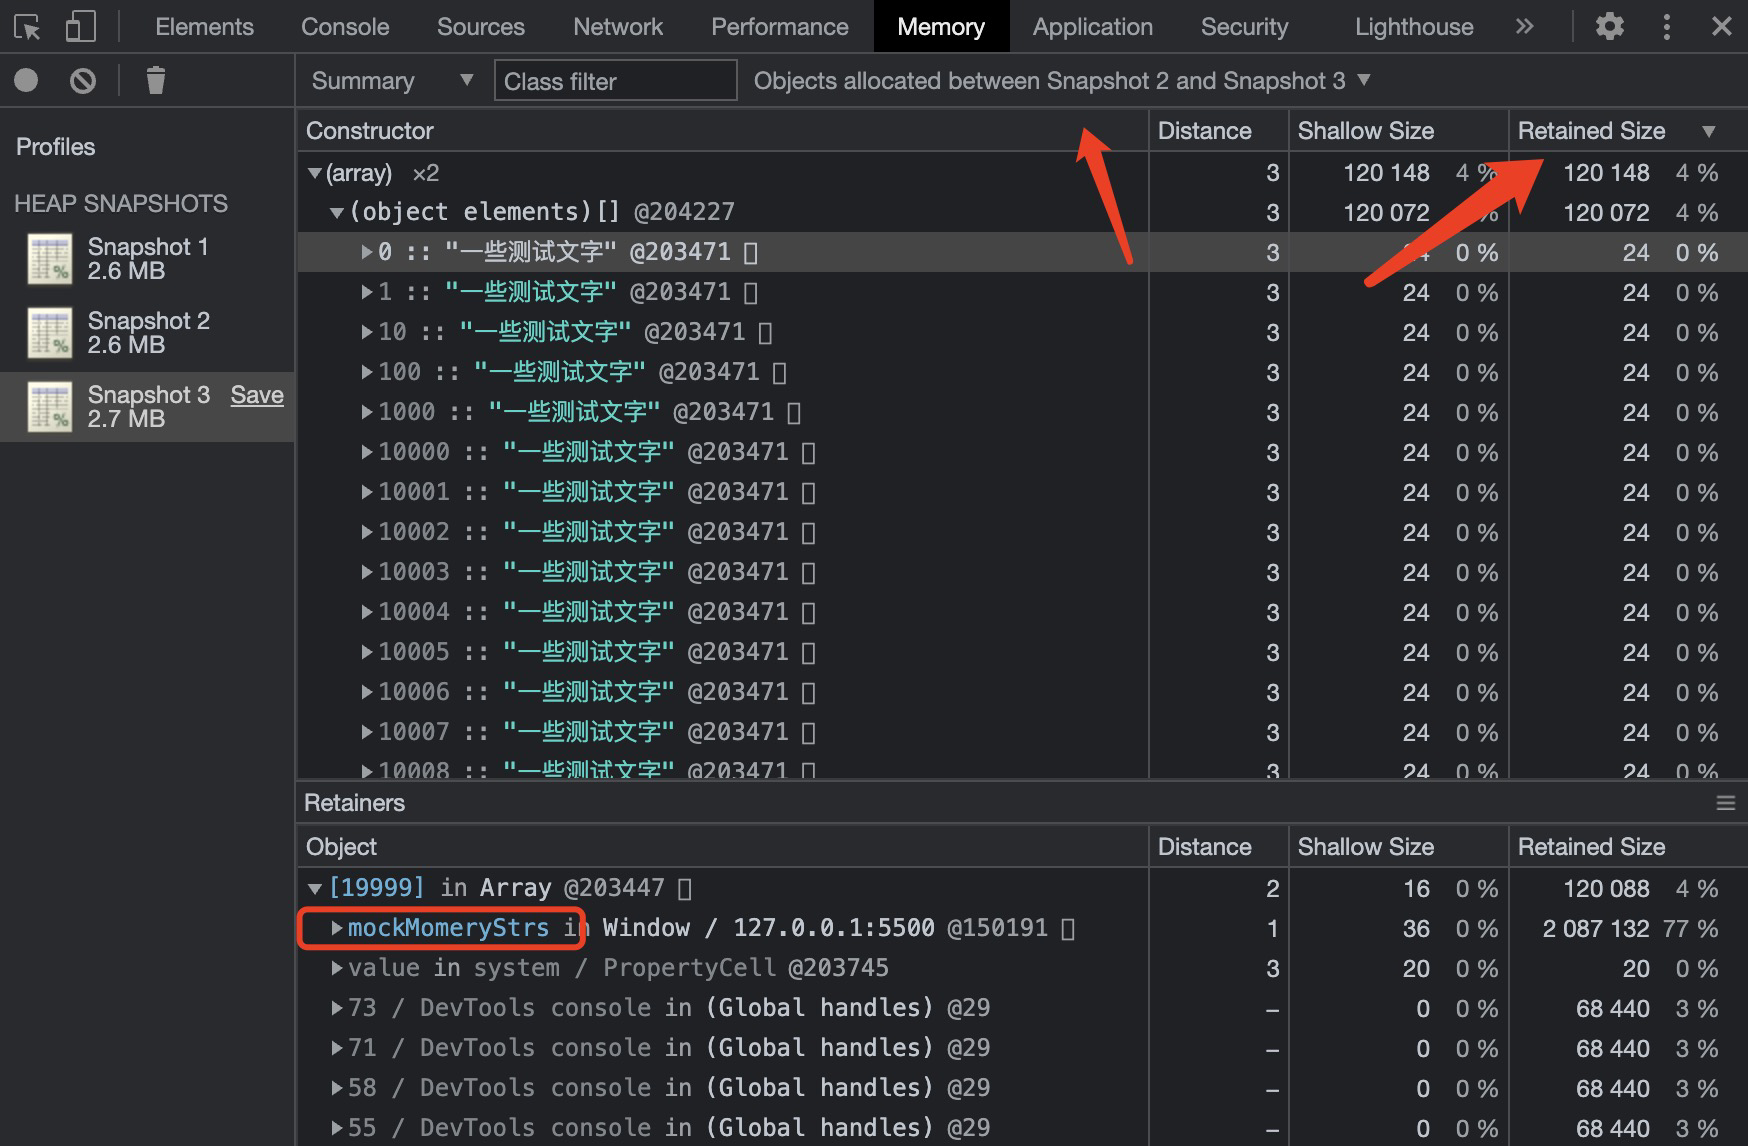 Elements Console Sources Network Performance Memory Application Security Lighthouse »
Summary ▼ Class filter Objects allocated between Snapshot 2 and Snapshot 3 ▼
Profiles
HEAP SNAPSHOTS
Snapshot 1
2.6 MB
Snapshot 2
2.6 MB
Snapshot 3 Save
2.7 MB
Constructor Distance Shallow Size Retained Size ▼
▼(array) ×2 3 120 148 4 % 120 148 4 %
▼(object elements)[] @204227 3 120 072 % 120 072 4 %
▶0 :: "一些测试文字" @203471 3 4 0 % 24 0 %
▶1 :: "一些测试文字" @203471 3 24 0 % 24 0 %
▶10 :: "一些测试文字" @203471 3 24 0 % 24 0 %
▶100 :: "一些测试文字" @203471 3 24 0 % 24 0 %
▶1000 :: "一些测试文字" @203471 3 24 0 % 24 0 %
▶10000 :: "一些测试文字" @203471 3 24 0 % 24 0 %
▶10001 :: "一些测试文字" @203471 3 24 0 % 24 0 %
▶10002 :: "一些测试文字" @203471 3 24 0 % 24 0 %
▶10003 :: "一些测试文字" @203471 3 24 0 % 24 0 %
▶10004 :: "一些测试文字" @203471 3 24 0 % 24 0 %
▶10005 :: "一些测试文字" @203471 3 24 0 % 24 0 %
▶10006 :: "一些测试文字" @203471 3 24 0 % 24 0 %
▶10007 :: "一些测试文字" @203471 3 24 0 % 24 0 %
▶10008 :: "一些测试文字" @203471 3 24 0 % 24 0 %
Retainers
Object Distance Shallow Size Retained Size
▼[19999] in Array @203447 2 16 0 % 120 088 4 %
▶mockMomeryStrs in Window / 127.0.0.1:5500 @150191 1 36 0 % 2 087 132 77 %
▶value in system / PropertyCell @203745 3 20 0 % 20 0 %
▶73 / DevTools console in (Global handles) @29 – 0 0 % 68 440 3 %
▶71 / DevTools console in (Global handles) @29 – 0 0 % 68 440 3 %
▶58 / DevTools console in (Global handles) @29 – 0 0 % 68 440 3 %
▶55 / DevTools console in (Global handles) @29 – 0 0 % 68 440 3 %